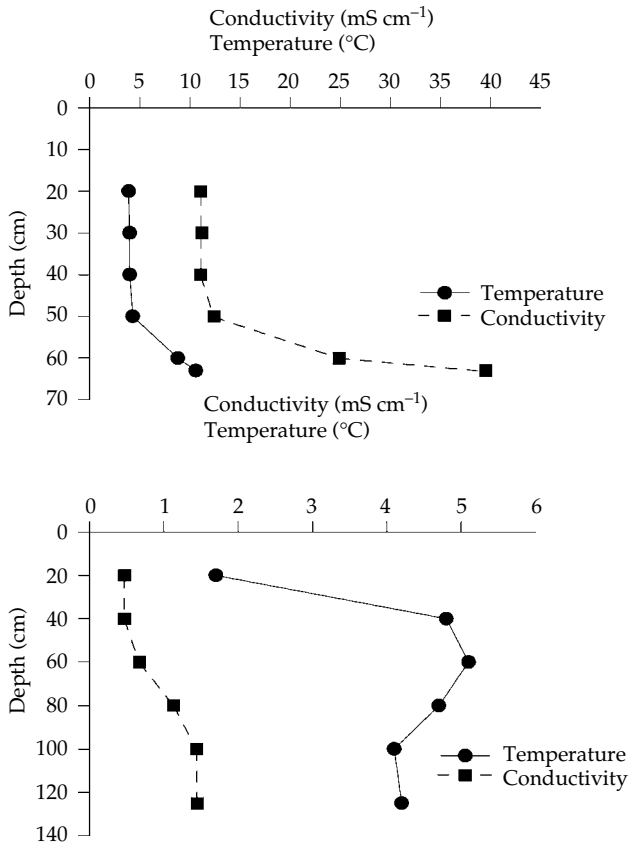 Conductivity (mS cm⁻¹)
Temperature (°C)
0 5 10 15 20 25 30 35 40 45
0
10
20
30
40
50
60
70
Depth (cm)
Temperature
Conductivity
Conductivity (mS cm⁻¹)
Temperature (°C)
0 1 2 3 4 5 6
0
20
40
60
80
100
120
140
Depth (cm)
Temperature
Conductivity